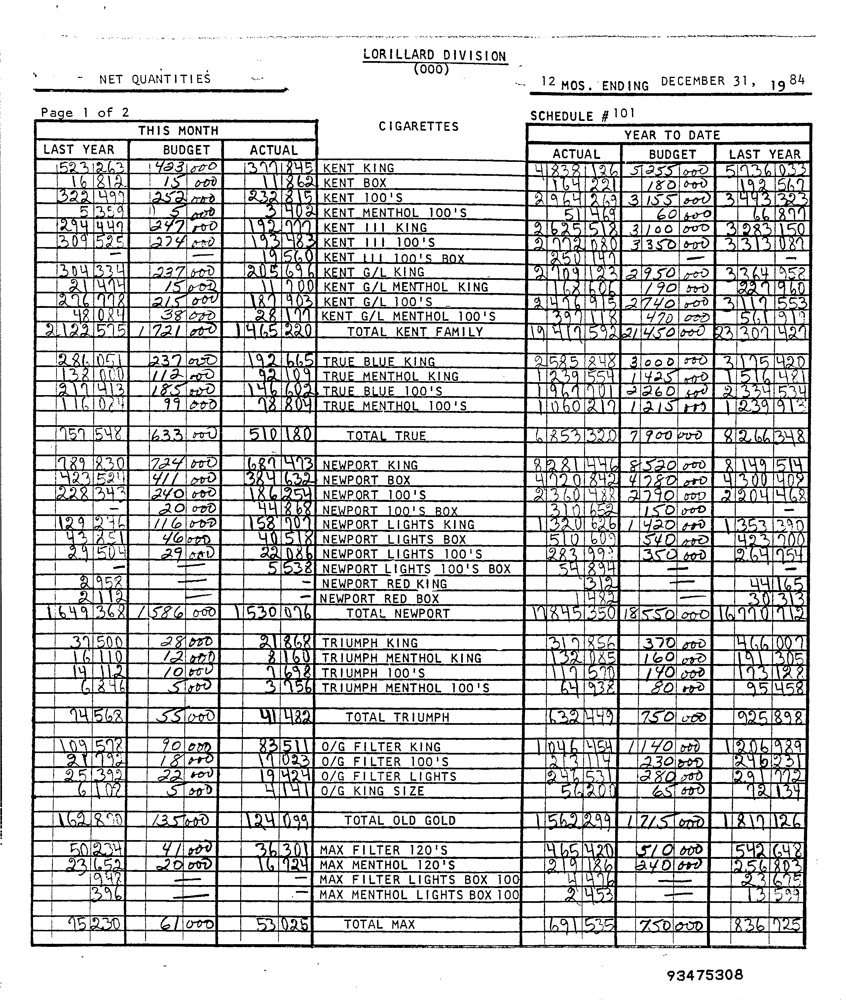 LORILLARD DIVISION
(000)
- NET QUANTITIES
12 MOS. ENDING DECEMBER 31, 1984
Page 1 of 2
CIGARETTES
SCHEDULE # 101
THIS MONTH YEAR TO DATE
LAST YEAR BUDGET ACTUAL ACTUAL BUDGET LAST YEAR
523 263 423 000 377 845 KENT KING 4 838 126 5 255 000 5 736 033
16 812 15 000 11 862 KENT BOX 164 221 180 000 192 567
322 499 252 000 232 815 KENT 100'S 2 964 269 3 155 000 3 443 323
5 359 5 000 3 402 KENT MENTHOL 100'S 51 469 60 000 66 877
294 447 247 000 192 777 KENT III KING 2 625 518 3 100 000 3 283 150
309 525 274 000 193 483 KENT III 100'S 2 772 080 3 350 000 3 313 087
— — 19 560 KENT III 100'S BOX 250 147 — —
304 334 237 000 205 696 KENT G/L KING 2 709 123 2 950 000 3 364 958
21 474 15 000 11 700 KENT G/L MENTHOL KING 168 606 190 000 227 960
276 778 215 000 187 903 KENT G/L 100'S 2 476 915 2 740 000 3 117 553
48 084 38 000 28 177 KENT G/L MENTHOL 100'S 397 118 470 000 561 919
2 122 575 1 721 000 1 465 220 TOTAL KENT FAMILY 19 417 592 21 450 000 23 307 427
286 051 237 000 192 665 TRUE BLUE KING 2 585 848 3 000 000 3 175 420
138 000 112 000 92 109 TRUE MENTHOL KING 1 239 554 1 425 000 1 516 481
217 413 185 000 146 602 TRUE BLUE 100'S 1 967 701 2 260 000 2 334 534
116 084 99 000 78 804 TRUE MENTHOL 100'S 1 060 217 1 215 000 1 239 913
757 548 633 000 510 180 TOTAL TRUE 6 853 320 7 900 000 8 266 348
789 830 724 000 687 473 NEWPORT KING 8 281 446 8 520 000 8 149 514
423 524 411 000 384 632 NEWPORT BOX 4 720 842 4 780 000 4 300 408
228 343 240 000 186 254 NEWPORT 100'S 2 360 488 2 790 000 2 204 468
— 20 000 44 868 NEWPORT 100'S BOX 310 652 150 000 —
129 246 116 000 158 707 NEWPORT LIGHTS KING 1 320 626 1 420 000 1 353 390
43 851 46 000 40 518 NEWPORT LIGHTS BOX 510 609 540 000 423 700
29 504 29 000 22 086 NEWPORT LIGHTS 100'S 283 999 350 000 264 754
— — 5 538 NEWPORT LIGHTS 100'S BOX 54 894 — —
2 958 — — NEWPORT RED KING 312 — 44 165
2 112 — — NEWPORT RED BOX 1 482 — 30 313
1 649 368 1 586 000 1 530 076 TOTAL NEWPORT 17 845 350 18 550 000 16 770 712
37 500 28 000 21 868 TRIUMPH KING 317 856 370 000 466 007
16 110 12 000 8 160 TRIUMPH MENTHOL KING 132 085 160 000 191 305
14 112 10 000 7 698 TRIUMPH 100'S 117 570 140 000 173 128
6 846 5 000 3 756 TRIUMPH MENTHOL 100'S 64 938 80 000 95 458
74 568 55 000 41 482 TOTAL TRIUMPH 632 449 750 000 925 898
109 579 90 000 83 511 O/G FILTER KING 1 046 454 1 140 000 1 206 989
21 792 18 000 17 023 O/G FILTER 100'S 213 114 230 000 246 231
25 392 22 000 19 424 O/G FILTER LIGHTS 246 531 280 000 291 772
6 107 5 000 4 141 O/G KING SIZE 56 200 65 000 72 134
162 870 135 000 124 099 TOTAL OLD GOLD 1 562 299 1 715 000 1 817 126
50 234 41 000 36 301 MAX FILTER 120'S 465 420 510 000 542 648
23 652 20 000 16 724 MAX MENTHOL 120'S 219 186 240 000 256 803
948 — — MAX FILTER LIGHTS BOX 100 4 476 — 23 675
396 — — MAX MENTHOL LIGHTS BOX 100 2 453 — 13 599
75 230 61 000 53 025 TOTAL MAX 691 535 750 000 836 725
93475308